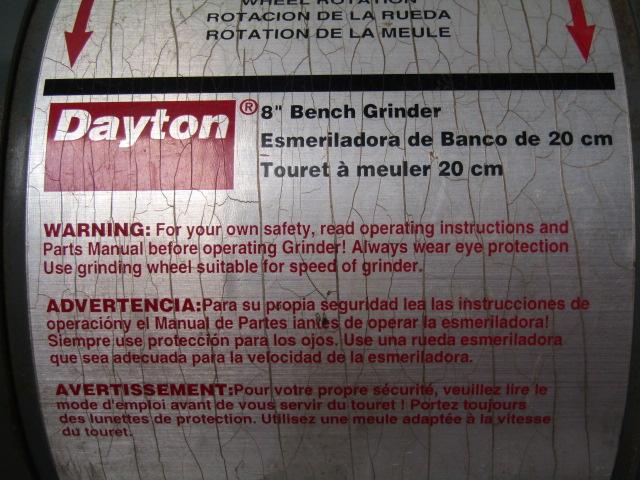 WHEEL ROTATION
ROTACION DE LA RUEDA
ROTATION DE LA MEULE
Dayton®
8" Bench Grinder
Esmeriladora de Banco de 20 cm
Touret à meuler 20 cm
WARNING: For your own safety, read operating instructions and
Parts Manual before operating Grinder! Always wear eye protection
Use grinding wheel suitable for speed of grinder.
ADVERTENCIA:Para su propia seguridad lea las instrucciones de
operacióny el Manual de Partes iantes de operar la esmeriladora!
Siempre use protección para los ojos. Use una rueda esmeriladora
que sea adecuada para la velocidad de la esmeriladora.
AVERTISSEMENT:Pour votre propre sécurité, veuillez lire le
mode d'emploi avant de vous servir du touret ! Portez toujours
des lunettes de protection. Utilisez une meule adaptée à la vitesse
du touret.